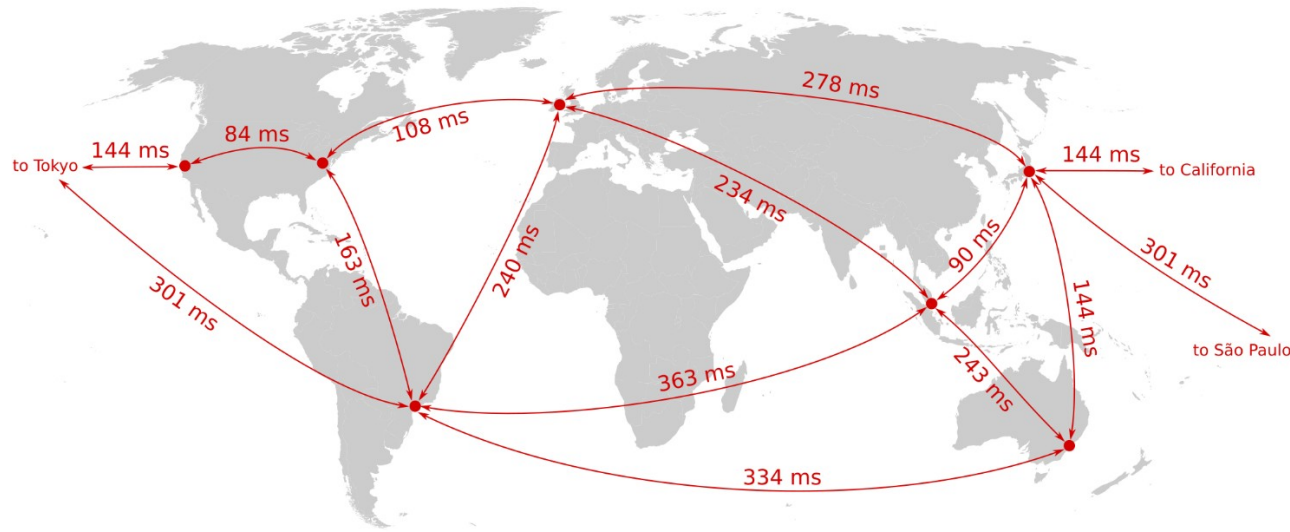 278 ms
108 ms
84 ms
144 ms
to Tokyo
144 ms
to California
234 ms
163 ms
240 ms
90 ms
301 ms
301 ms
144 ms
to São Paulo
363 ms
243 ms
334 ms